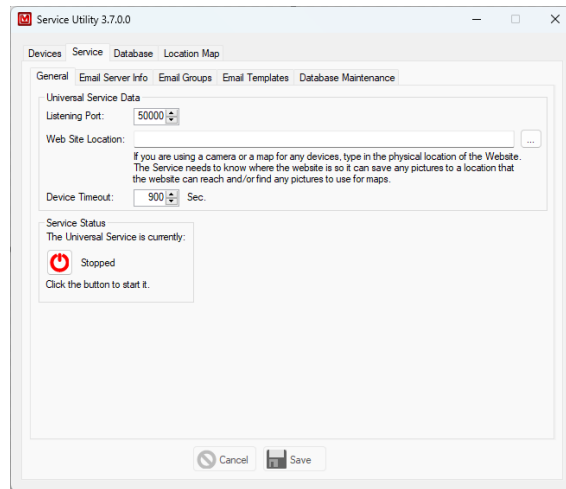 Service Utility 3.7.0.0
Devices Service Database Location Map
General Email Server Info Email Groups Email Templates Database Maintenance
Universal Service Data
Listening Port: 50000
Web Site Location: ...
If you are using a camera or a map for any devices, type in the physical location of the Website.
The Service needs to know where the website is so it can save any pictures to a location that
the website can reach and/or find any pictures to use for maps.
Device Timeout: 900 Sec.
Service Status
The Universal Service is currently:
Stopped
Click the button to start it.
Cancel Save